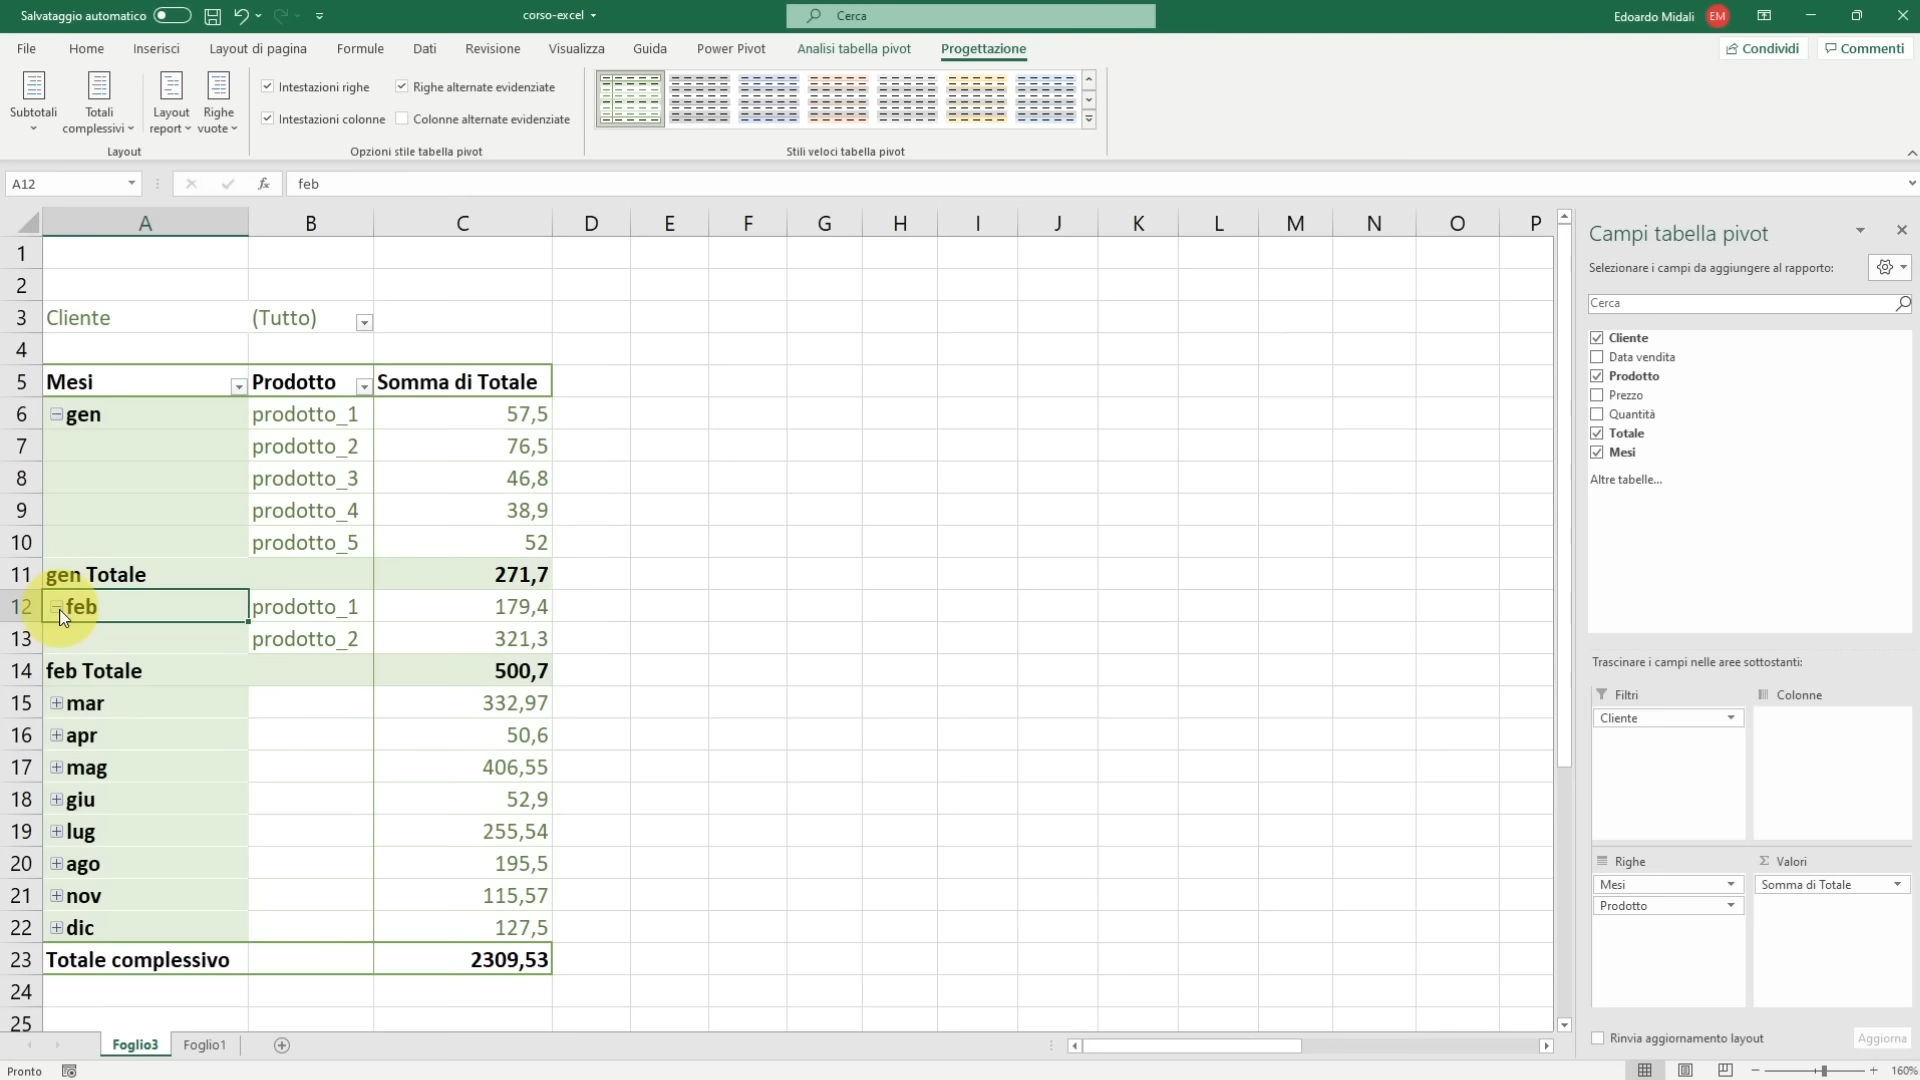 Salvataggio automatico
corso-excel
Cerca
Edoardo Midali
EM
File Home Inserisci Layout di pagina Formule Dati Revisione Visualizza Guida Power Pivot Analisi tabella pivot Progettazione
Condividi Commenti
Subtotali
Totali complessivi
Layout report
Righe vuote
Layout
Intestazioni righe
Righe alternate evidenziate
Intestazioni colonne
Colonne alternate evidenziate
Opzioni stile tabella pivot
Stili veloci tabella pivot
A12
fx
feb
A B C D E F G H I J K L M N O P
1
2
3 Cliente (Tutto)
4
5 Mesi Prodotto Somma di Totale
6 gen prodotto_1 57,5
7 prodotto_2 76,5
8 prodotto_3 46,8
9 prodotto_4 38,9
10 prodotto_5 52
11 gen Totale 271,7
12 feb prodotto_1 179,4
13 prodotto_2 321,3
14 feb Totale 500,7
15 mar 332,97
16 apr 50,6
17 mag 406,55
18 giu 52,9
19 lug 255,54
20 ago 195,5
21 nov 115,57
22 dic 127,5
23 Totale complessivo 2309,53
24
25
Campi tabella pivot
Selezionare i campi da aggiungere al rapporto:
Cerca
Cliente
Data vendita
Prodotto
Prezzo
Quantità
Totale
Mesi
Altre tabelle...
Trascinare i campi nelle aree sottostanti:
Filtri
Cliente
Colonne
Righe
Mesi
Prodotto
Σ Valori
Somma di Totale
Rinvia aggiornamento layout
Aggiorna
Foglio3 Foglio1
Pronto
160%